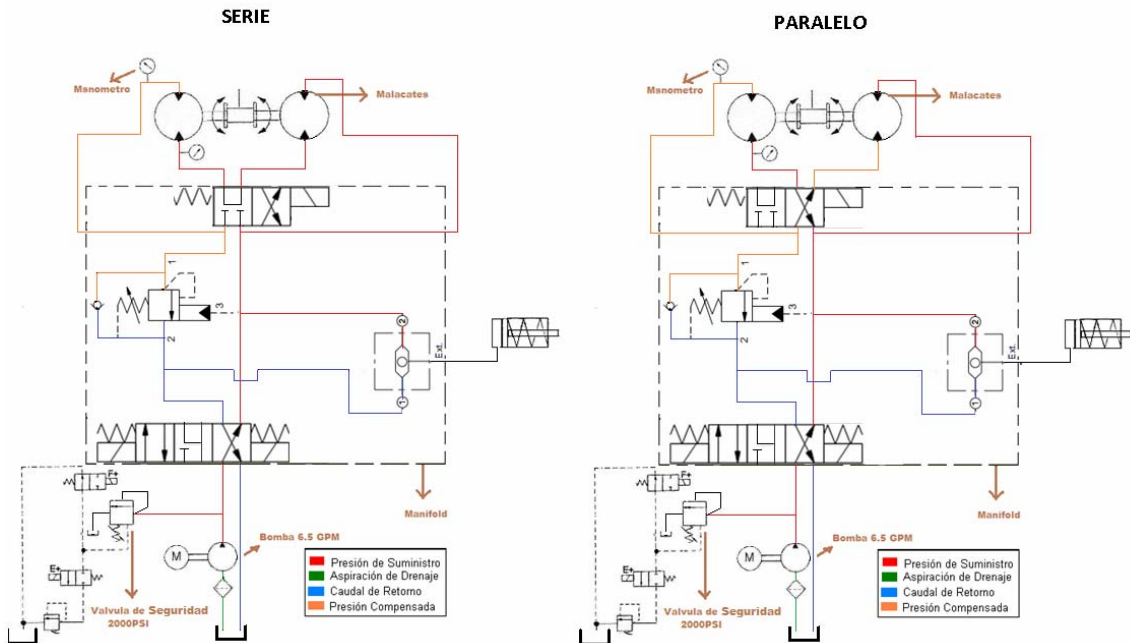 SERIE
Manometro
Malacates
1
3
2
2
Ext.
1
Manifold
E+
E+
M
Bomba 6.5 GPM
Valvula de Seguridad
2000PSI
Presión de Suministro
Aspiración de Drenaje
Caudal de Retorno
Presión Compensada
PARALELO
Manometro
Malacates
1
3
2
2
Ext.
1
Manifold
E+
E+
M
Bomba 6.5 GPM
Valvula de Seguridad
2000PSI
Presión de Suministro
Aspiración de Drenaje
Caudal de Retorno
Presión Compensada